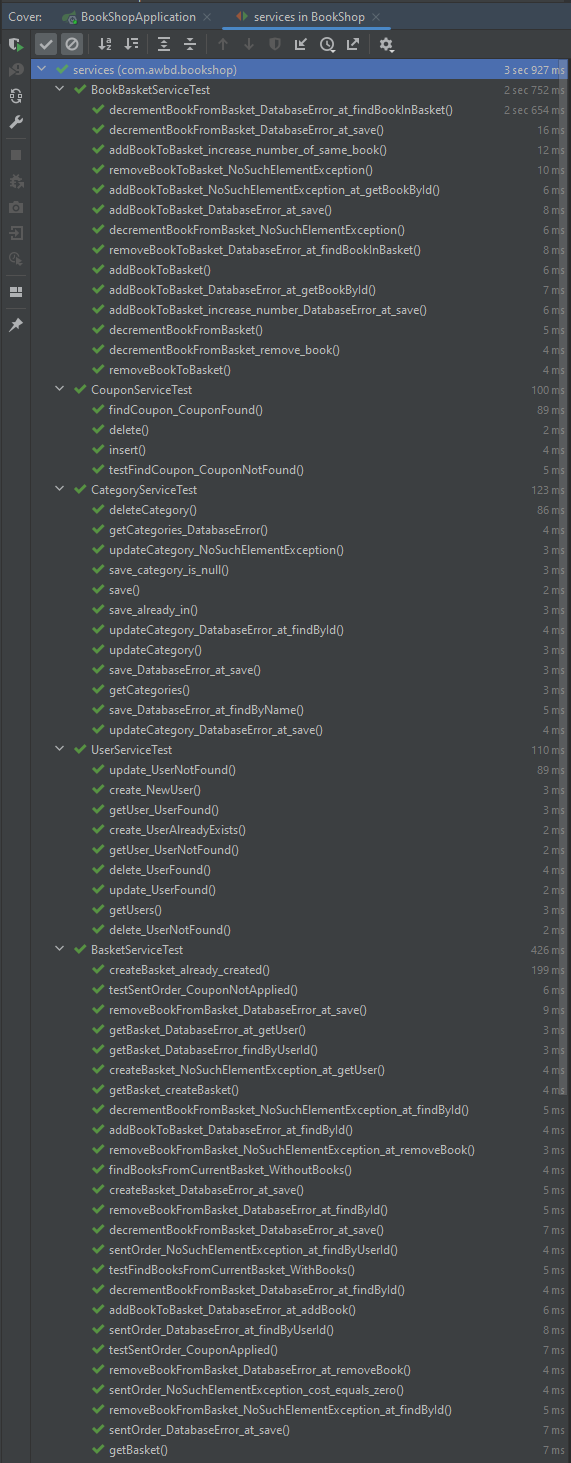 Cover: BookShopApplication × services in BookShop ×
services (com.awbd.bookshop) 3 sec 927 ms
BookBasketServiceTest 2 sec 752 ms
decrementBookFromBasket_DatabaseError_at_findBookInBasket() 2 sec 654 ms
decrementBookFromBasket_DatabaseError_at_save() 16 ms
addBookToBasket_increase_number_of_same_book() 12 ms
removeBookToBasket_NoSuchElementException() 10 ms
addBookToBasket_NoSuchElementException_at_getBookById() 6 ms
addBookToBasket_DatabaseError_at_save() 8 ms
decrementBookFromBasket_NoSuchElementException() 6 ms
removeBookToBasket_DatabaseError_at_findBookInBasket() 8 ms
addBookToBasket() 6 ms
addBookToBasket_DatabaseError_at_getBookById() 7 ms
addBookToBasket_increase_number_DatabaseError_at_save() 6 ms
decrementBookFromBasket() 5 ms
decrementBookFromBasket_remove_book() 4 ms
removeBookToBasket() 4 ms
CouponServiceTest 100 ms
findCoupon_CouponFound() 89 ms
delete() 2 ms
insert() 4 ms
testFindCoupon_CouponNotFound() 5 ms
CategoryServiceTest 123 ms
deleteCategory() 86 ms
getCategories_DatabaseError() 4 ms
updateCategory_NoSuchElementException() 3 ms
save_category_is_null() 3 ms
save() 2 ms
save_already_in() 3 ms
updateCategory_DatabaseError_at_findById() 4 ms
updateCategory() 3 ms
save_DatabaseError_at_save() 3 ms
getCategories() 3 ms
save_DatabaseError_at_findByName() 5 ms
updateCategory_DatabaseError_at_save() 4 ms
UserServiceTest 110 ms
update_UserNotFound() 89 ms
create_NewUser() 3 ms
getUser_UserFound() 3 ms
create_UserAlreadyExists() 2 ms
getUser_UserNotFound() 2 ms
delete_UserFound() 4 ms
update_UserFound() 2 ms
getUsers() 3 ms
delete_UserNotFound() 2 ms
BasketServiceTest 426 ms
createBasket_already_created() 199 ms
testSentOrder_CouponNotApplied() 6 ms
removeBookFromBasket_DatabaseError_at_save() 9 ms
getBasket_DatabaseError_at_getUser() 3 ms
getBasket_DatabaseError_findByUserId() 3 ms
createBasket_NoSuchElementException_at_getUser() 4 ms
getBasket_createBasket() 4 ms
decrementBookFromBasket_NoSuchElementException_at_findById() 5 ms
addBookToBasket_DatabaseError_at_findById() 4 ms
removeBookFromBasket_NoSuchElementException_at_removeBook() 3 ms
findBooksFromCurrentBasket_WithoutBooks() 4 ms
createBasket_DatabaseError_at_save() 5 ms
removeBookFromBasket_DatabaseError_at_findById() 5 ms
decrementBookFromBasket_DatabaseError_at_save() 7 ms
sentOrder_NoSuchElementException_at_findByUserId() 4 ms
testFindBooksFromCurrentBasket_WithBooks() 5 ms
decrementBookFromBasket_DatabaseError_at_findById() 4 ms
addBookToBasket_DatabaseError_at_addBook() 6 ms
sentOrder_DatabaseError_at_findByUserId() 8 ms
testSentOrder_CouponApplied() 7 ms
removeBookFromBasket_DatabaseError_at_removeBook() 4 ms
sentOrder_NoSuchElementException_cost_equals_zero() 4 ms
removeBookFromBasket_NoSuchElementException_at_findById() 5 ms
sentOrder_DatabaseError_at_save() 7 ms
getBasket() 7 ms